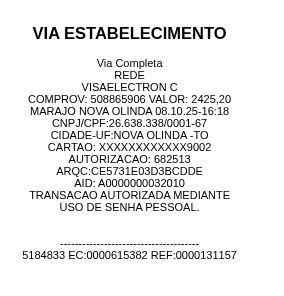 VIA ESTABELECIMENTO
Via Completa
REDE
VISAELECTRON C
COMPROV: 508865906 VALOR: 2425,20
MARAJO NOVA OLINDA 08.10.25-16:18
CNPJ/CPF:26.638.338/0001-67
CIDADE-UF:NOVA OLINDA -TO
CARTAO: XXXXXXXXXXXX9002
AUTORIZACAO: 682513
ARQC:CE5731E03D3BCDDE
AID: A0000000032010
TRANSACAO AUTORIZADA MEDIANTE
USO DE SENHA PESSOAL.
--------------------------------------
5184833 EC:0000615382 REF:0000131157